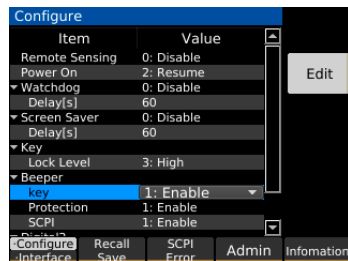 Configure
Item Value
Remote Sensing 0: Disable
Power On 2: Resume
Watchdog 0: Disable
Delay[s] 60
Screen Saver 0: Disable
Delay[s] 60
Key
Lock Level 3: High
Beeper
key 1: Enable
Protection 1: Enable
SCPI 1: Enable
Edit
·Configure
·Interface
Recall
Save
SCPI
Error
Admin
Infomation